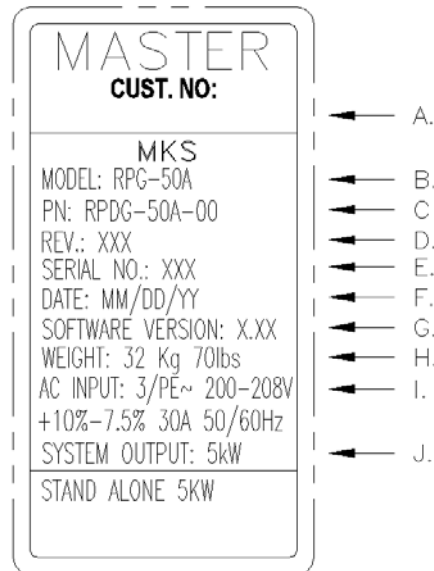 MASTER
CUST. NO:
A.
MKS
MODEL: RPG-50A
B.
PN: RPDG-50A-00
C
REV.: XXX
D.
SERIAL NO.: XXX
E.
DATE: MM/DD/YY
F.
SOFTWARE VERSION: X.XX
G.
WEIGHT: 32 Kg 70lbs
H.
AC INPUT: 3/PE~ 200-208V
I.
+10%-7.5% 30A 50/60Hz
SYSTEM OUTPUT: 5kW
J.
STAND ALONE 5KW